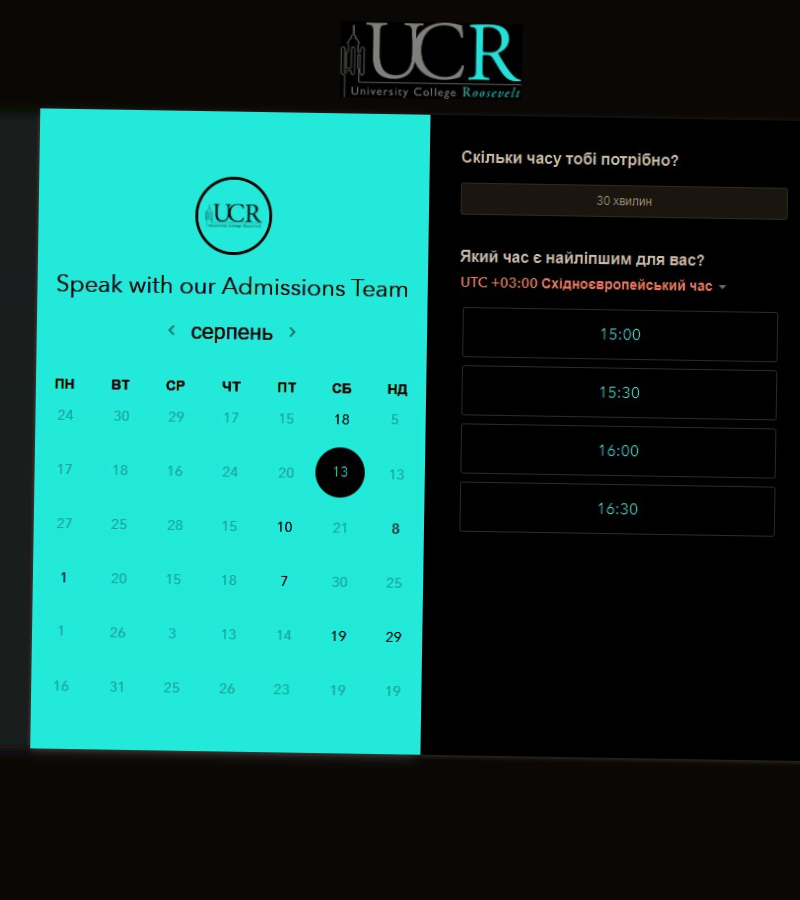 UCR
University College Roosevelt
UCR
University College Roosevelt
Speak with our Admissions Team
серпень
ПН ВТ СР ЧТ ПТ СБ НД
24 30 29 17 15 18 5
17 18 16 24 20 13 13
27 25 28 15 10 21 8
1 20 15 18 7 30 25
1 26 3 13 14 19 29
16 31 25 26 23 19 19
Скільки часу тобі потрібно?
30 хвилин
Який час є найліпшим для вас?
UTC +03:00 Східноєвропейський час
15:00
15:30
16:00
16:30